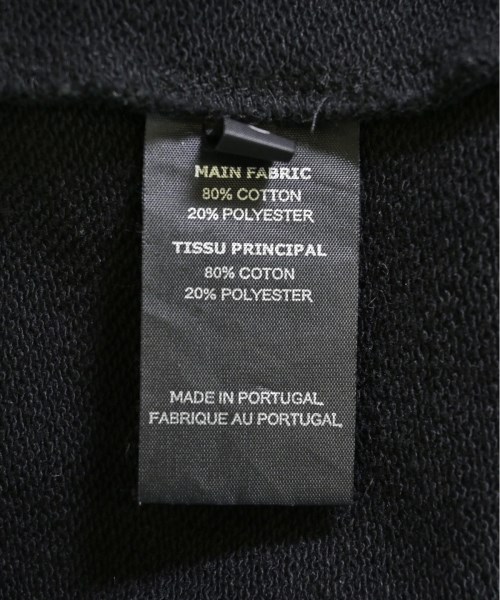 MAIN FABRIC
80% COTTON
20% POLYESTER
TISSU PRINCIPAL
80% COTON
20% POLYESTER
MADE IN PORTUGAL
FABRIQUE AU PORTUGAL